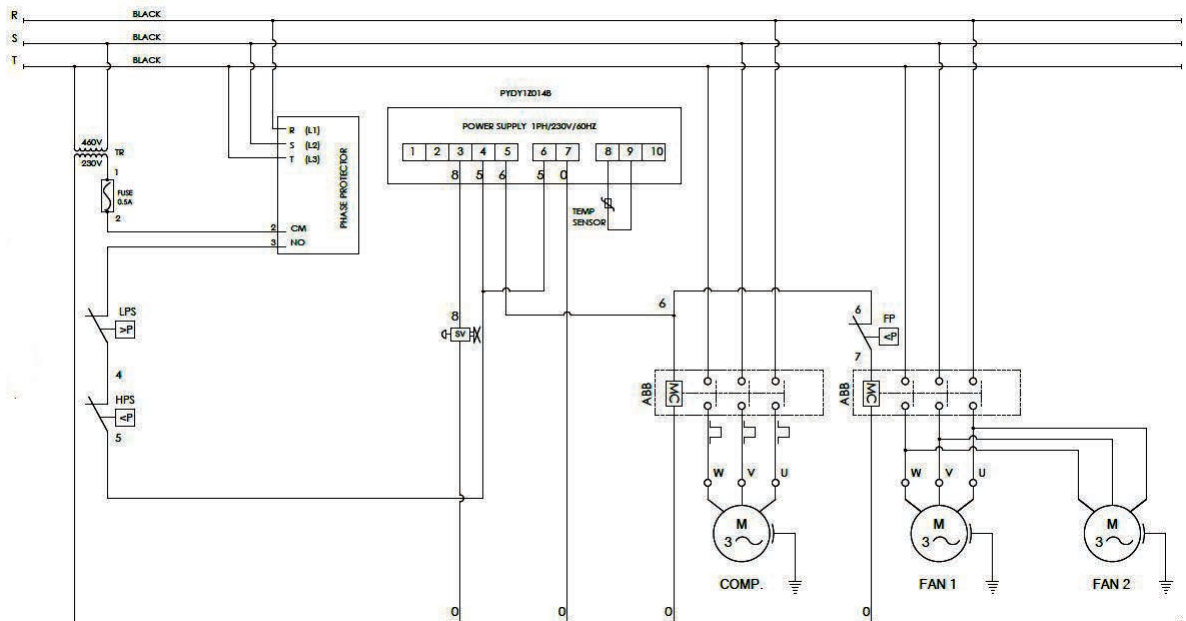 R BLACK
S BLACK
T BLACK
PYDY1Z014B
POWER SUPPLY 1PH/230V/60HZ
1 2 3 4 5 6 7 8 9 10
8 5 6 5 0
460V
230V
TR
1
FUSE
0.5A
2
R (L1)
S (L2)
T (L3)
PHASE PROTECTOR
2 CM
3 NO
TEMP
SENSOR
LPS
>P
4
HPS
<P
5
8
SV
6
6
FP
<P
7
ABB
MC
ABB
MC
W V U
W V U
M
3
M
3
M
3
COMP.
FAN 1
FAN 2
0 0 0 0